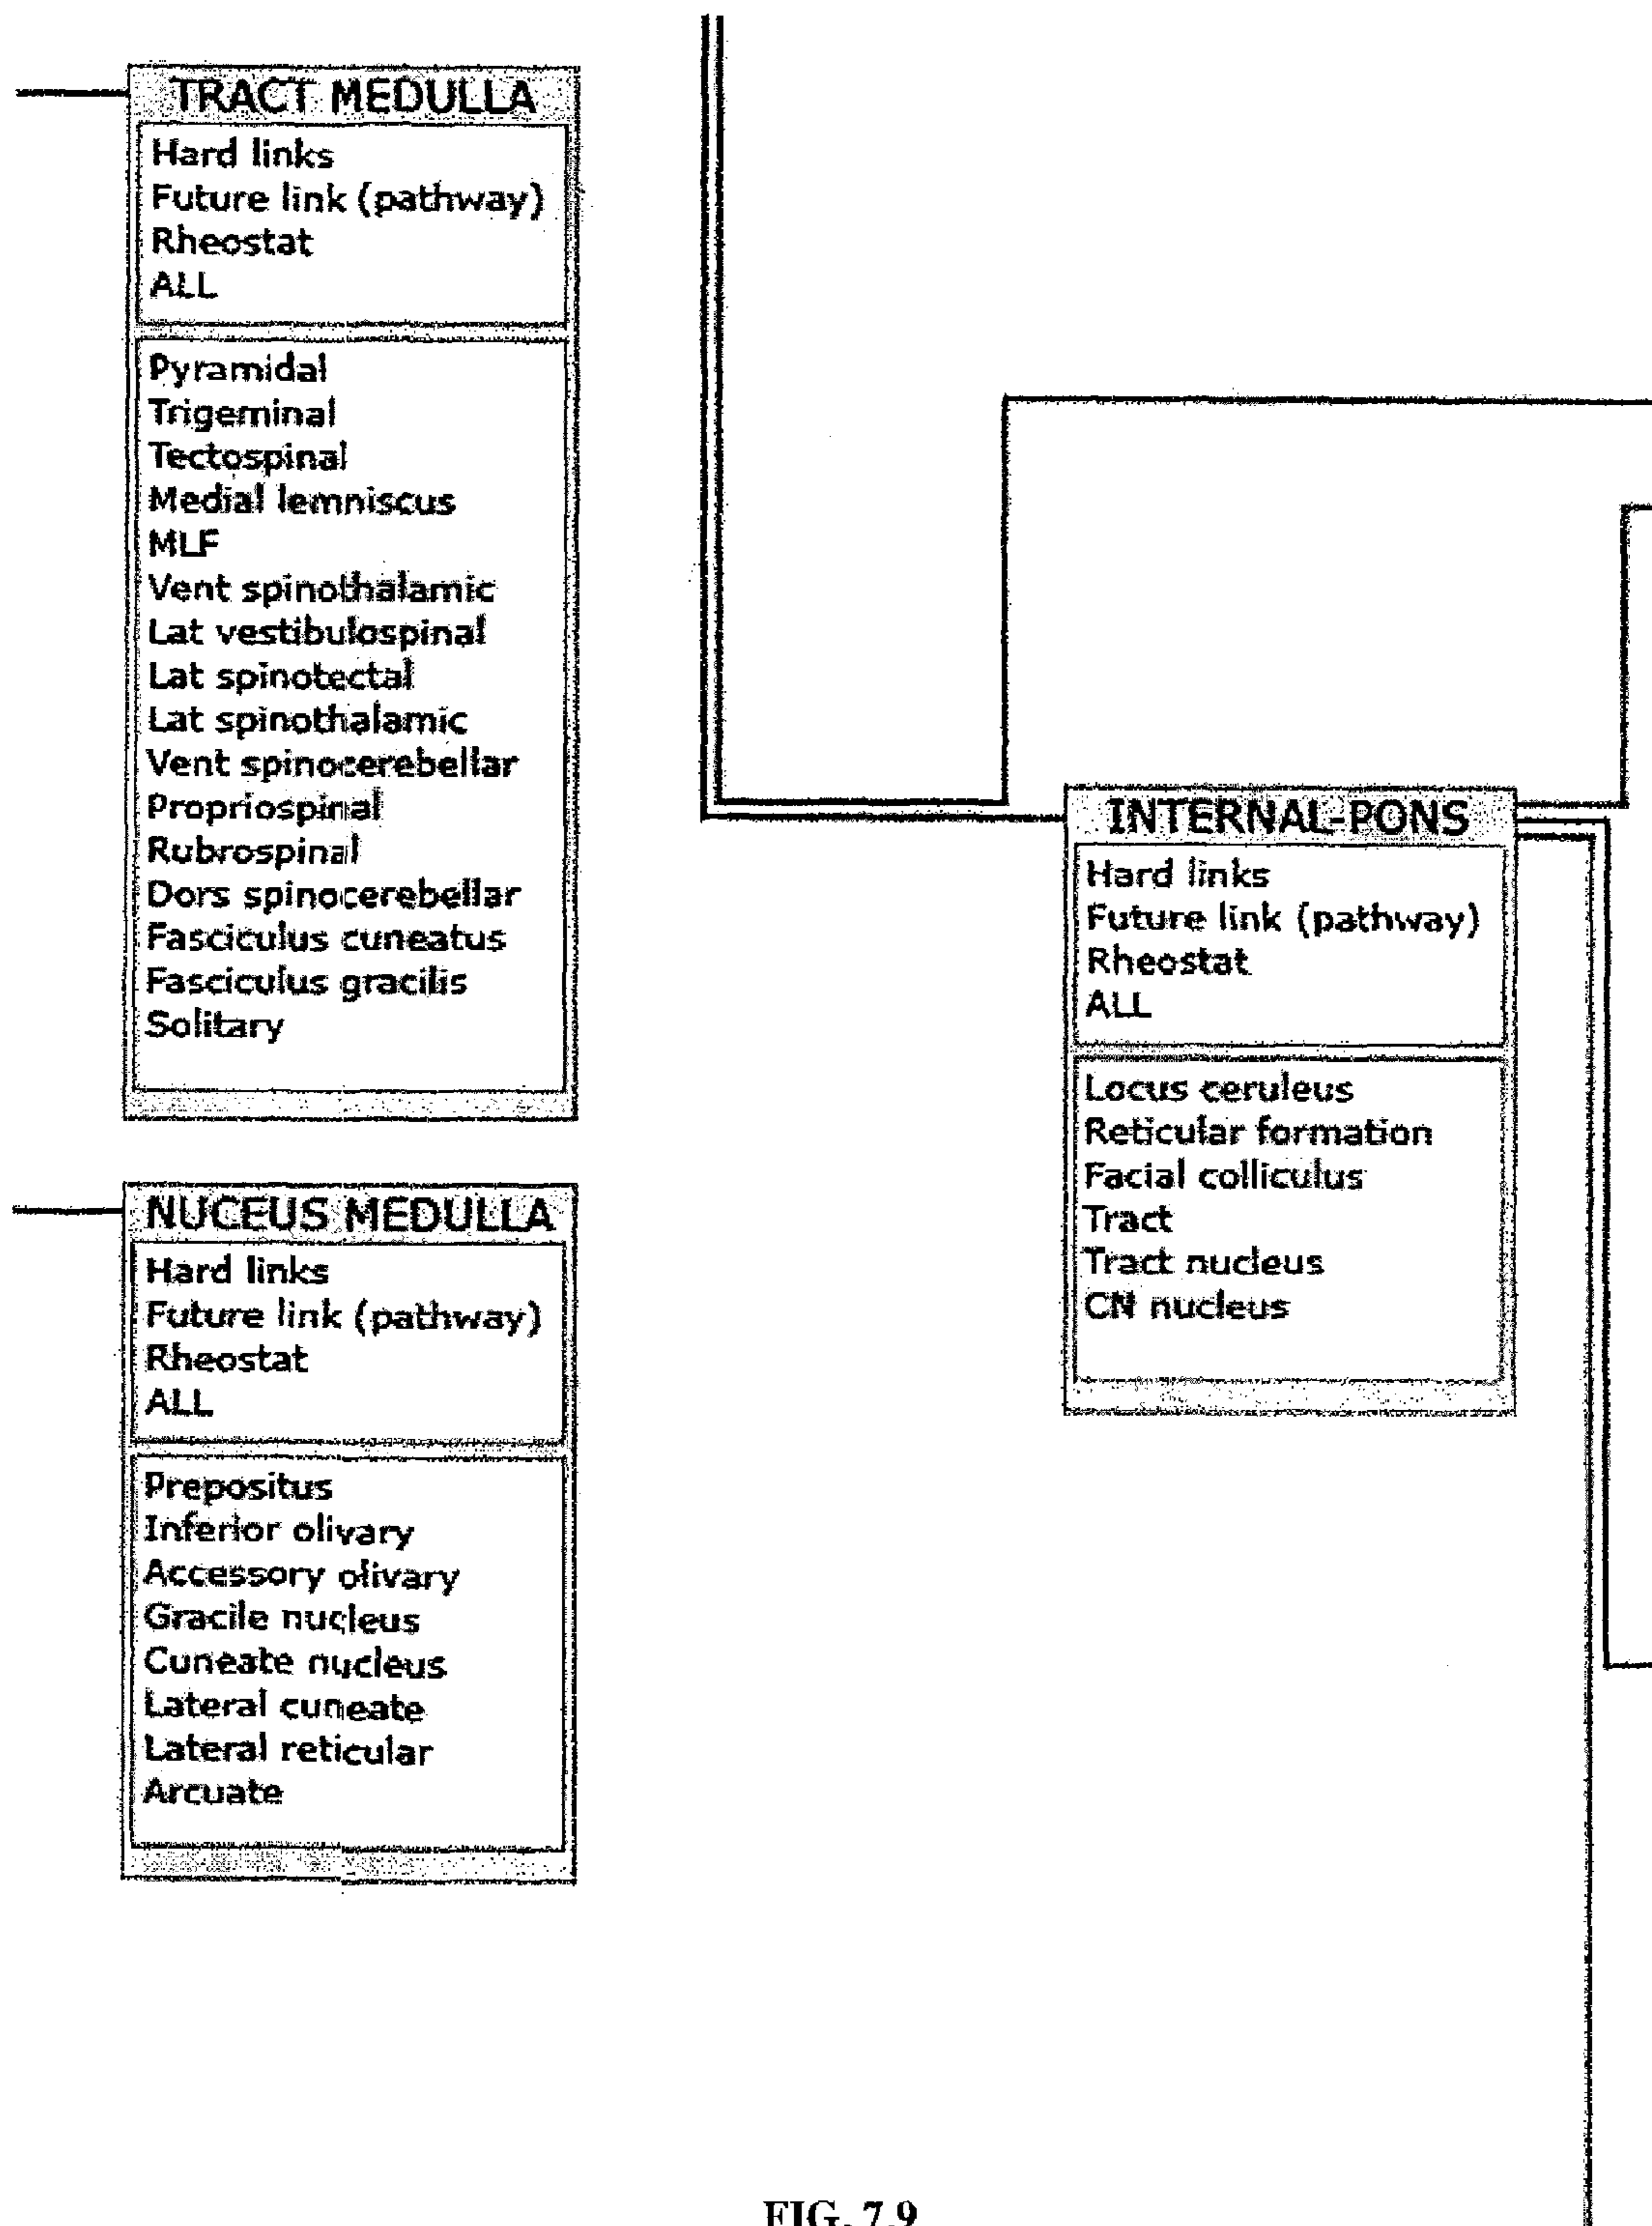 TRACT MEDULLA
Hard links
Future link (pathway)
Rheostat
ALL
Pyramidal
Trigeminal
Tectospinal
Medial lemniscus
MLF
Vent spinothalamic
Lat vestibulospinal
Lat spinotectal
Lat spinothalamic
Vent spinocerebellar
Propriospinal
Rubrospinal
Dors spinocerebellar
Fasciculus cuneatus
Fasciculus gracilis
Solitary
NUCEUS MEDULLA
Hard links
Future link (pathway)
Rheostat
ALL
Prepositus
Inferior olivary
Accessory olivary
Gracile nucleus
Cuneate nucleus
Lateral cuneate
Lateral reticular
Arcuate
INTERNAL-PONS
Hard links
Future link (pathway)
Rheostat
ALL
Locus ceruleus
Reticular formation
Facial colliculus
Tract
Tract nucleus
CN nucleus
FIG. 7.9